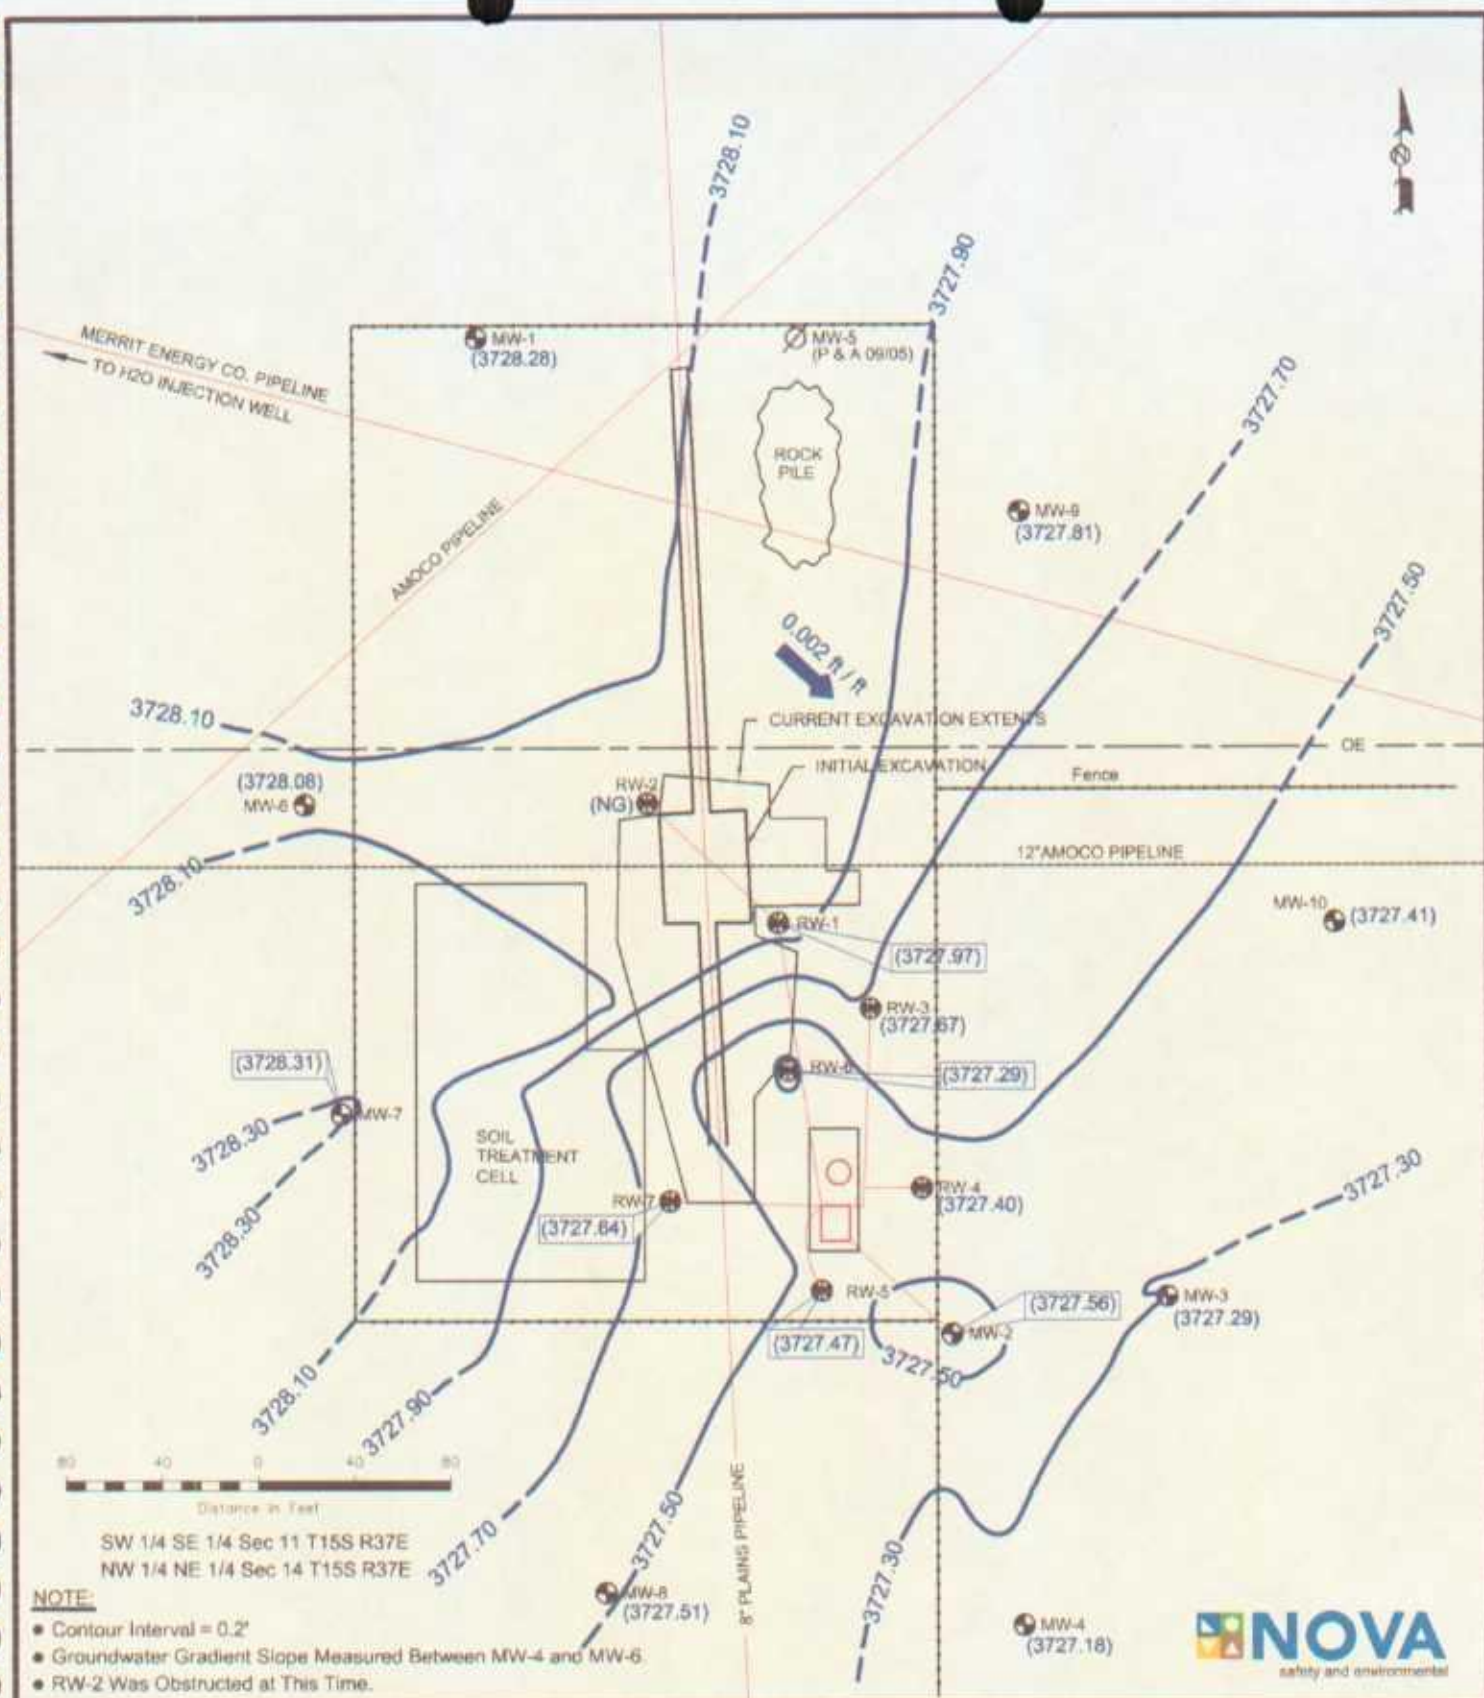 3728.10
3727.90
3727.70
3727.50
MERRIT ENERGY CO. PIPELINE
TO H2O INJECTION WELL
MW-1
(3728.28)
MW-5
(P & A 09/05)
ROCK
PILE
MW-9
(3727.81)
AMOCO PIPELINE
0.002 ft / ft
3728.10
CURRENT EXCAVATION EXTENTS
OE
INITIAL EXCAVATION
Fence
(3728.08)
MW-6
RW-2
(NG)
12"AMOCO PIPELINE
3728.10
MW-10
(3727.41)
RW-1
(3727.97)
RW-3
(3727.67)
(3728.31)
MW-7
RW-6
(3727.29)
3728.30
SOIL
TREATMENT
CELL
3728.30
RW-7
(3727.64)
RW-4
(3727.40)
3727.30
RW-5
(3727.47)
(3727.56)
MW-2
3727.50
MW-3
(3727.29)
3728.10
3727.90
80 40 0 40 80
Distance in Feet
3727.70
3727.50
8" PLAINS PIPELINE
3727.30
SW 1/4 SE 1/4 Sec 11 T15S R37E
NW 1/4 NE 1/4 Sec 14 T15S R37E
MW-8
(3727.51)
MW-4
(3727.18)
NOTE:
● Contour Interval = 0.2'
● Groundwater Gradient Slope Measured Between MW-4 and MW-6.
● RW-2 Was Obstructed at This Time.
NOVA
safety and environmental